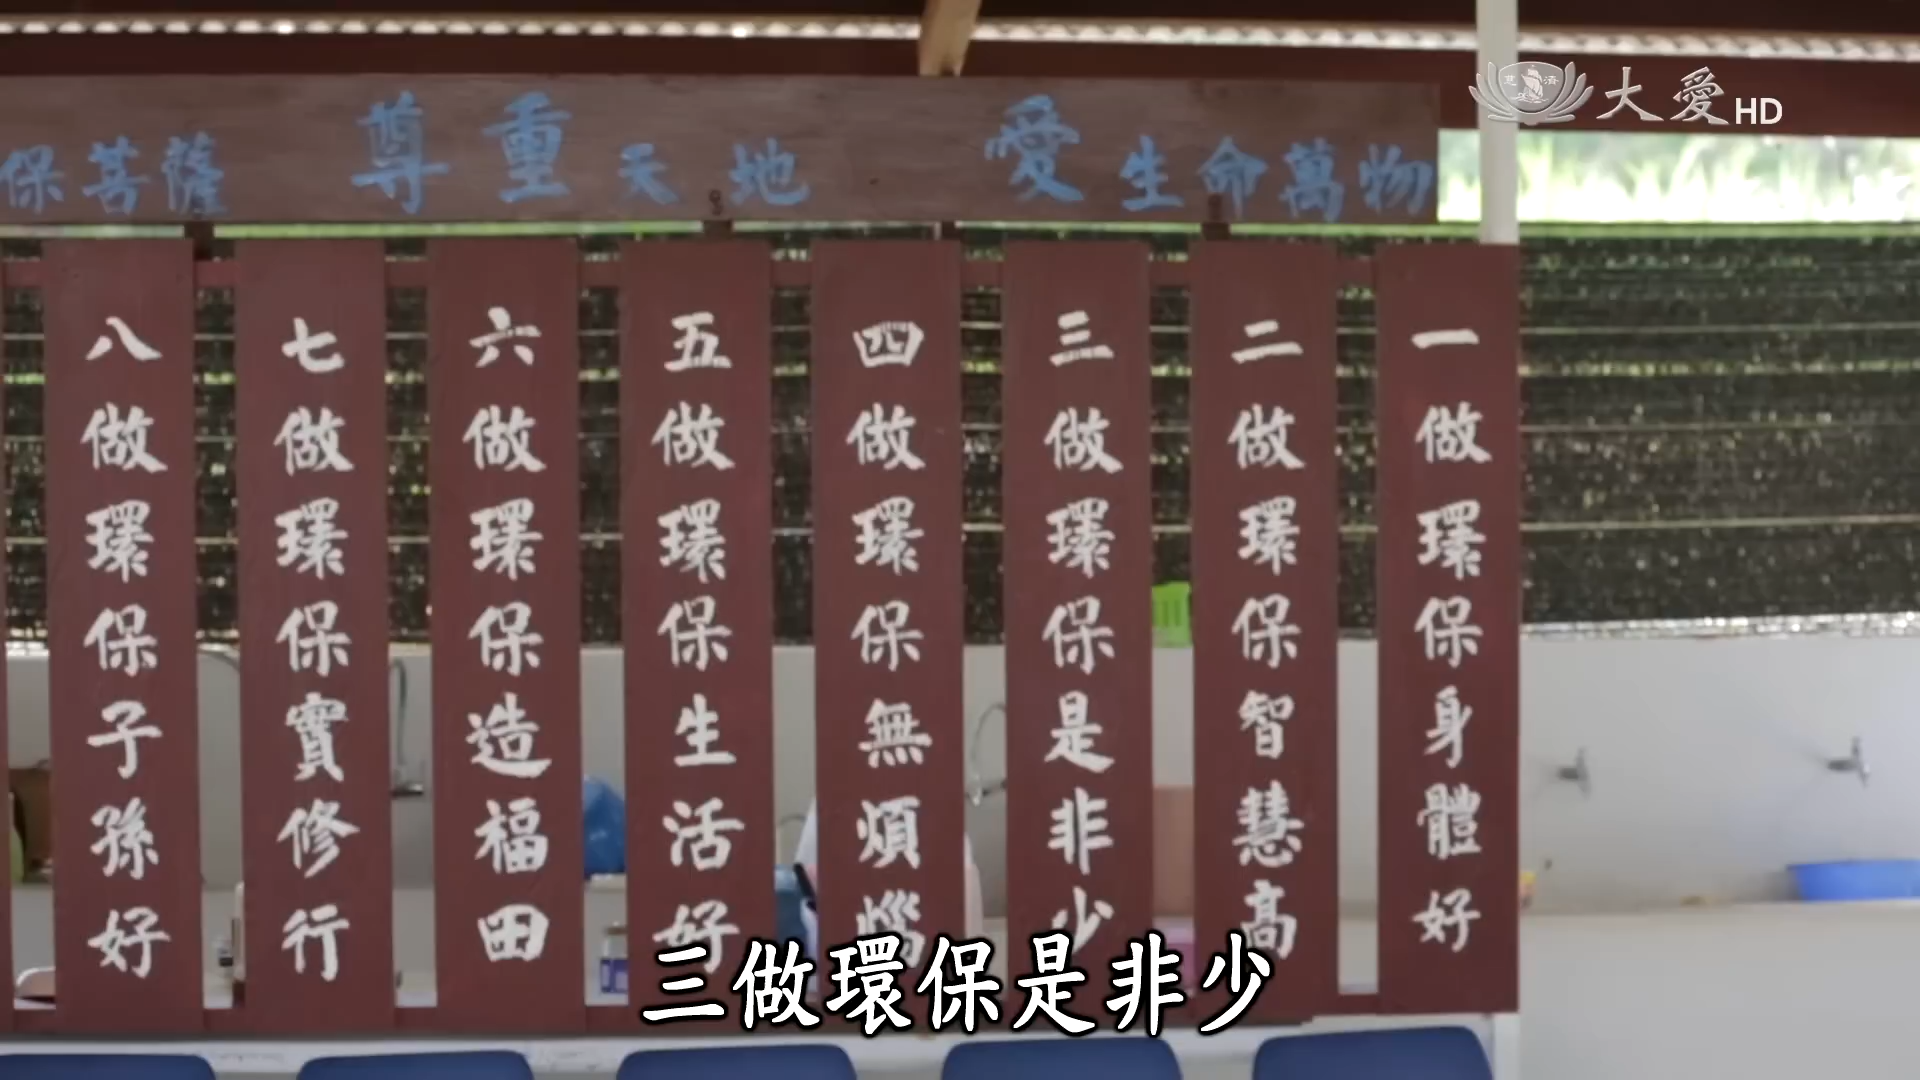 大愛HD
保菩薩 尊重天地 愛生命萬物
一做環保身體好
二做環保智慧高
三做環保是非少
四做環保無煩惱
五做環保生活好
六做環保造福田
七做環保實修行
八做環保子孫好
三做環保是非少